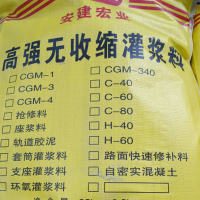 安建宏业
高强无收缩灌浆料
□ CGM-1 □ CGM-340
□ CGM-3 □ C-40
□ CGM-4 □ C-60
□ 抢修料 □ C-80
□ 座浆料 □ H-40
□ 轨道胶泥 □ H-60
□ 套筒灌浆料 □ 路面快速修补料
□ 支座灌浆料 □ 自密实混凝土
□ 环氧灌浆料 □